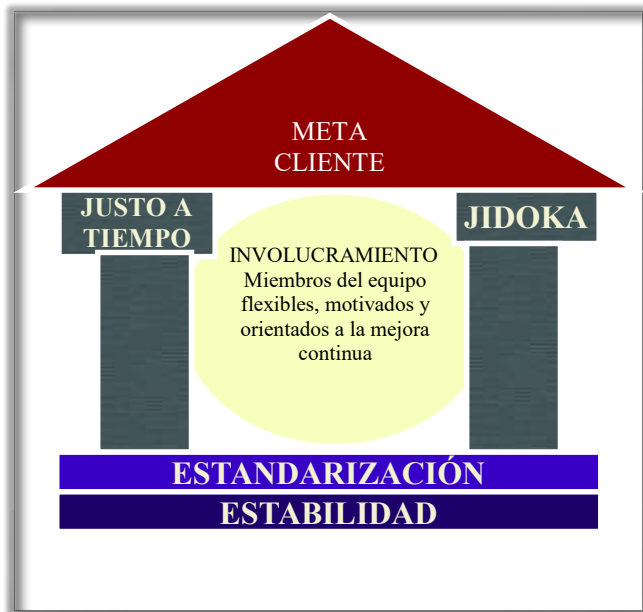 META
CLIENTE
JUSTO A
TIEMPO
JIDOKA
INVOLUCRAMIENTO
Miembros del equipo
flexibles, motivados y
orientados a la mejora
continua
ESTANDARIZACIÓN
ESTABILIDAD